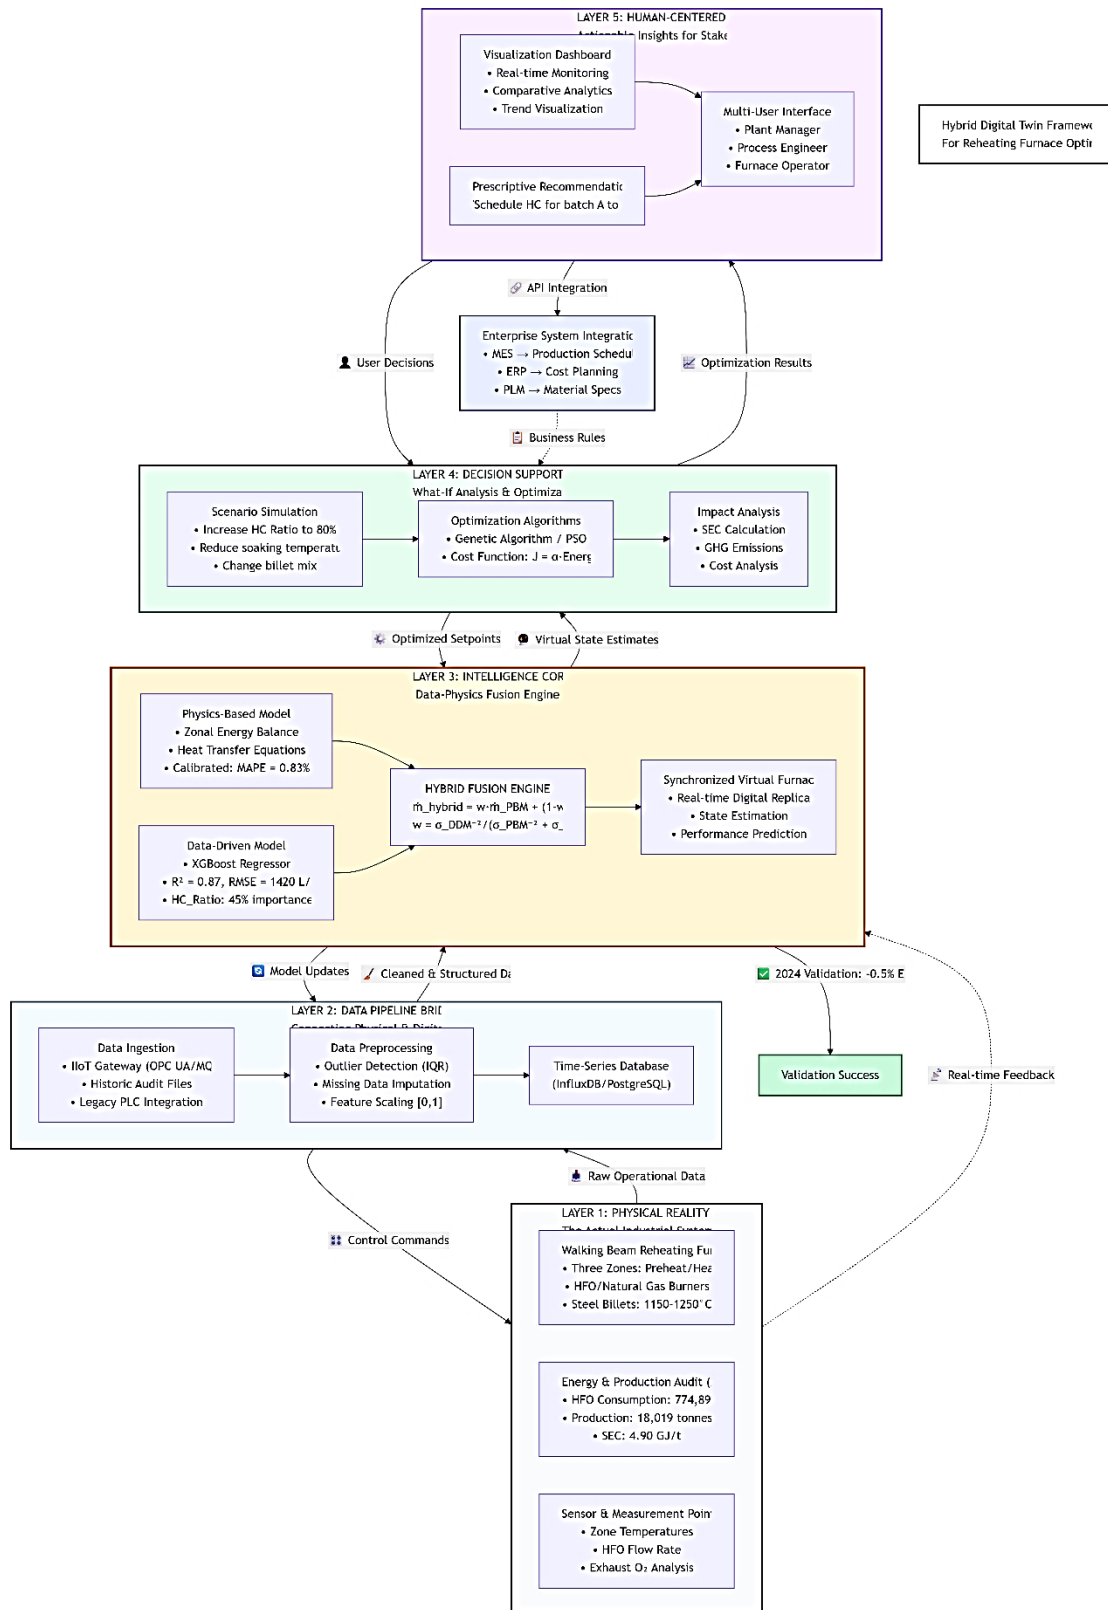 LAYER 5: HUMAN-CENTERED
Actionable Insights for Stake
Visualization Dashboard
• Real-time Monitoring
• Comparative Analytics
• Trend Visualization
Multi-User Interface
• Plant Manager
• Process Engineer
• Furnace Operator
Prescriptive Recommendatic
'Schedule HC for batch A to
Hybrid Digital Twin Framew
For Reheating Furnace Optir
API Integration
User Decisions
Enterprise System Integratic
• MES → Production Schedul
• ERP → Cost Planning
• PLM → Material Specs
Optimization Results
Business Rules
LAYER 4: DECISION SUPPORT
What-If Analysis & Optimiza
Scenario Simulation
• Increase HC Ratio to 80%
• Reduce soaking temperatu
• Change billet mix
Optimization Algorithms
• Genetic Algorithm / PSO
• Cost Function: J = α·Energ
Impact Analysis
• SEC Calculation
• GHG Emissions
• Cost Analysis
Optimized Setpoints
Virtual State Estimates
LAYER 3: INTELLIGENCE COR
Data-Physics Fusion Engine
Physics-Based Model
• Zonal Energy Balance
• Heat Transfer Equations
• Calibrated: MAPE = 0.83%
HYBRID FUSION ENGINE
ṁ_hybrid = w·ṁ_PBM + (1-w
w = σ_DDM⁻²/(σ_PBM⁻² + σ_
Synchronized Virtual Furnac
• Real-time Digital Replica
• State Estimation
• Performance Prediction
Data-Driven Model
• XGBoost Regressor
• R² = 0.87, RMSE = 1420 L/
• HC_Ratio: 45% importance
Model Updates
Cleaned & Structured Da
2024 Validation: -0.5% E
LAYER 2: DATA PIPELINE BRID
Connecting Physical & Digita
Data Ingestion
• IIoT Gateway (OPC UA/MQ
• Historic Audit Files
• Legacy PLC Integration
Data Preprocessing
• Outlier Detection (IQR)
• Missing Data Imputation
• Feature Scaling [0,1]
Time-Series Database
(InfluxDB/PostgreSQL)
Validation Success
Real-time Feedback
Raw Operational Data
Control Commands
LAYER 1: PHYSICAL REALITY
The Actual Industrial System
Walking Beam Reheating Fur
• Three Zones: Preheat/Hea
• HFO/Natural Gas Burners
• Steel Billets: 1150-1250°C
Energy & Production Audit (
• HFO Consumption: 774,89
• Production: 18,019 tonnes
• SEC: 4.90 GJ/t
Sensor & Measurement Poin
• Zone Temperatures
• HFO Flow Rate
• Exhaust O₂ Analysis